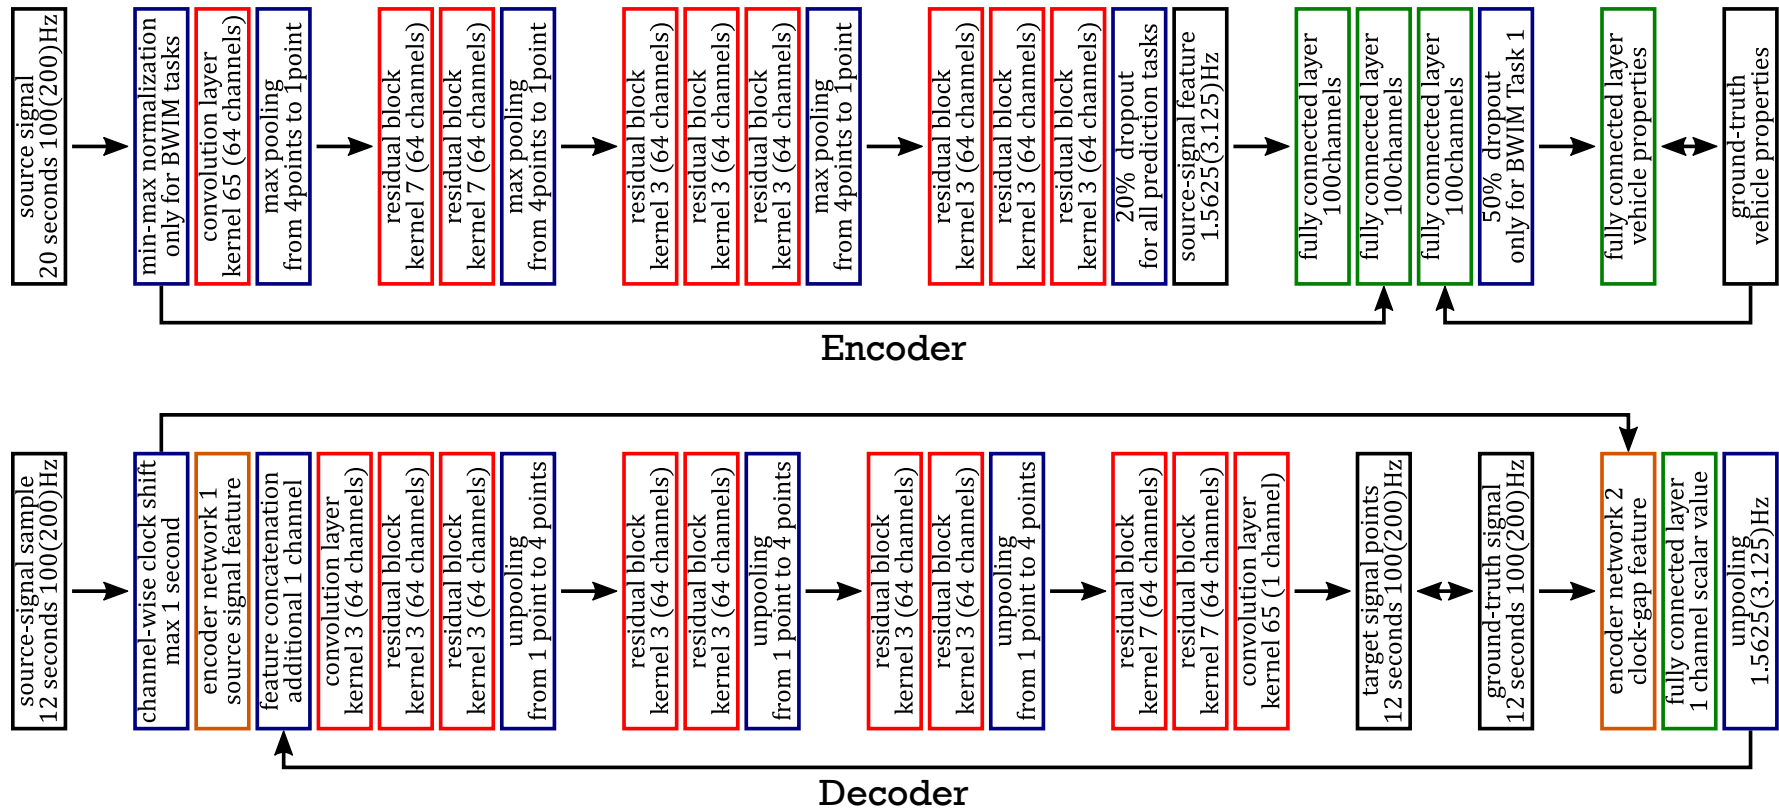 source signal
20 seconds 100(200)Hz
min-max normalization
only for BWIM tasks
convolution layer
kernel 65 (64 channels)
max pooling
from 4points to 1point
residual block
kernel 7 (64 channels)
residual block
kernel 7 (64 channels)
max pooling
from 4points to 1point
residual block
kernel 3 (64 channels)
residual block
kernel 3 (64 channels)
residual block
kernel 3 (64 channels)
max pooling
from 4points to 1point
residual block
kernel 3 (64 channels)
residual block
kernel 3 (64 channels)
residual block
kernel 3 (64 channels)
20% dropout
for all prediction tasks
source-signal feature
1.5625(3.125)Hz
fully connected layer
100channels
fully connected layer
100channels
fully connected layer
100channels
50% dropout
only for BWIM Task 1
fully connected layer
vehicle properties
ground-truth
vehicle properties
Encoder
source-signal sample
12 seconds 100(200)Hz
channel-wise clock shift
max 1 second
encoder network 1
source signal feature
feature concatenation
additional 1 channel
convolution layer
kernel 3 (64 channels)
residual block
kernel 3 (64 channels)
residual block
kernel 3 (64 channels)
unpooling
from 1 point to 4 points
residual block
kernel 3 (64 channels)
residual block
kernel 3 (64 channels)
unpooling
from 1 point to 4 points
residual block
kernel 3 (64 channels)
residual block
kernel 3 (64 channels)
unpooling
from 1 point to 4 points
residual block
kernel 7 (64 channels)
residual block
kernel 7 (64 channels)
convolution layer
kernel 65 (1 channel)
target signal points
12 seconds 100(200)Hz
ground-truth signal
12 seconds 100(200)Hz
encoder network 2
clock-gap feature
fully connected layer
1 channel scalar value
unpooling
1.5625(3.125)Hz
Decoder